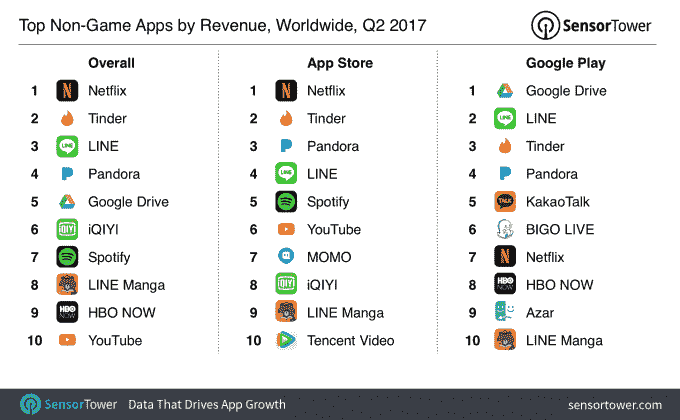 Top Non-Game Apps by Revenue, Worldwide, Q2 2017
SensorTower
Overall
1 Netflix
2 Tinder
3 LINE
4 Pandora
5 Google Drive
6 iQIYI
7 Spotify
8 LINE Manga
9 HBO NOW
10 YouTube
App Store
1 Netflix
2 Tinder
3 Pandora
4 LINE
5 Spotify
6 YouTube
7 MOMO
8 iQIYI
9 LINE Manga
10 Tencent Video
Google Play
1 Google Drive
2 LINE
3 Tinder
4 Pandora
5 KakaoTalk
6 BIGO LIVE
7 Netflix
8 HBO NOW
9 Azar
10 LINE Manga
SensorTower Data That Drives App Growth sensortower.com